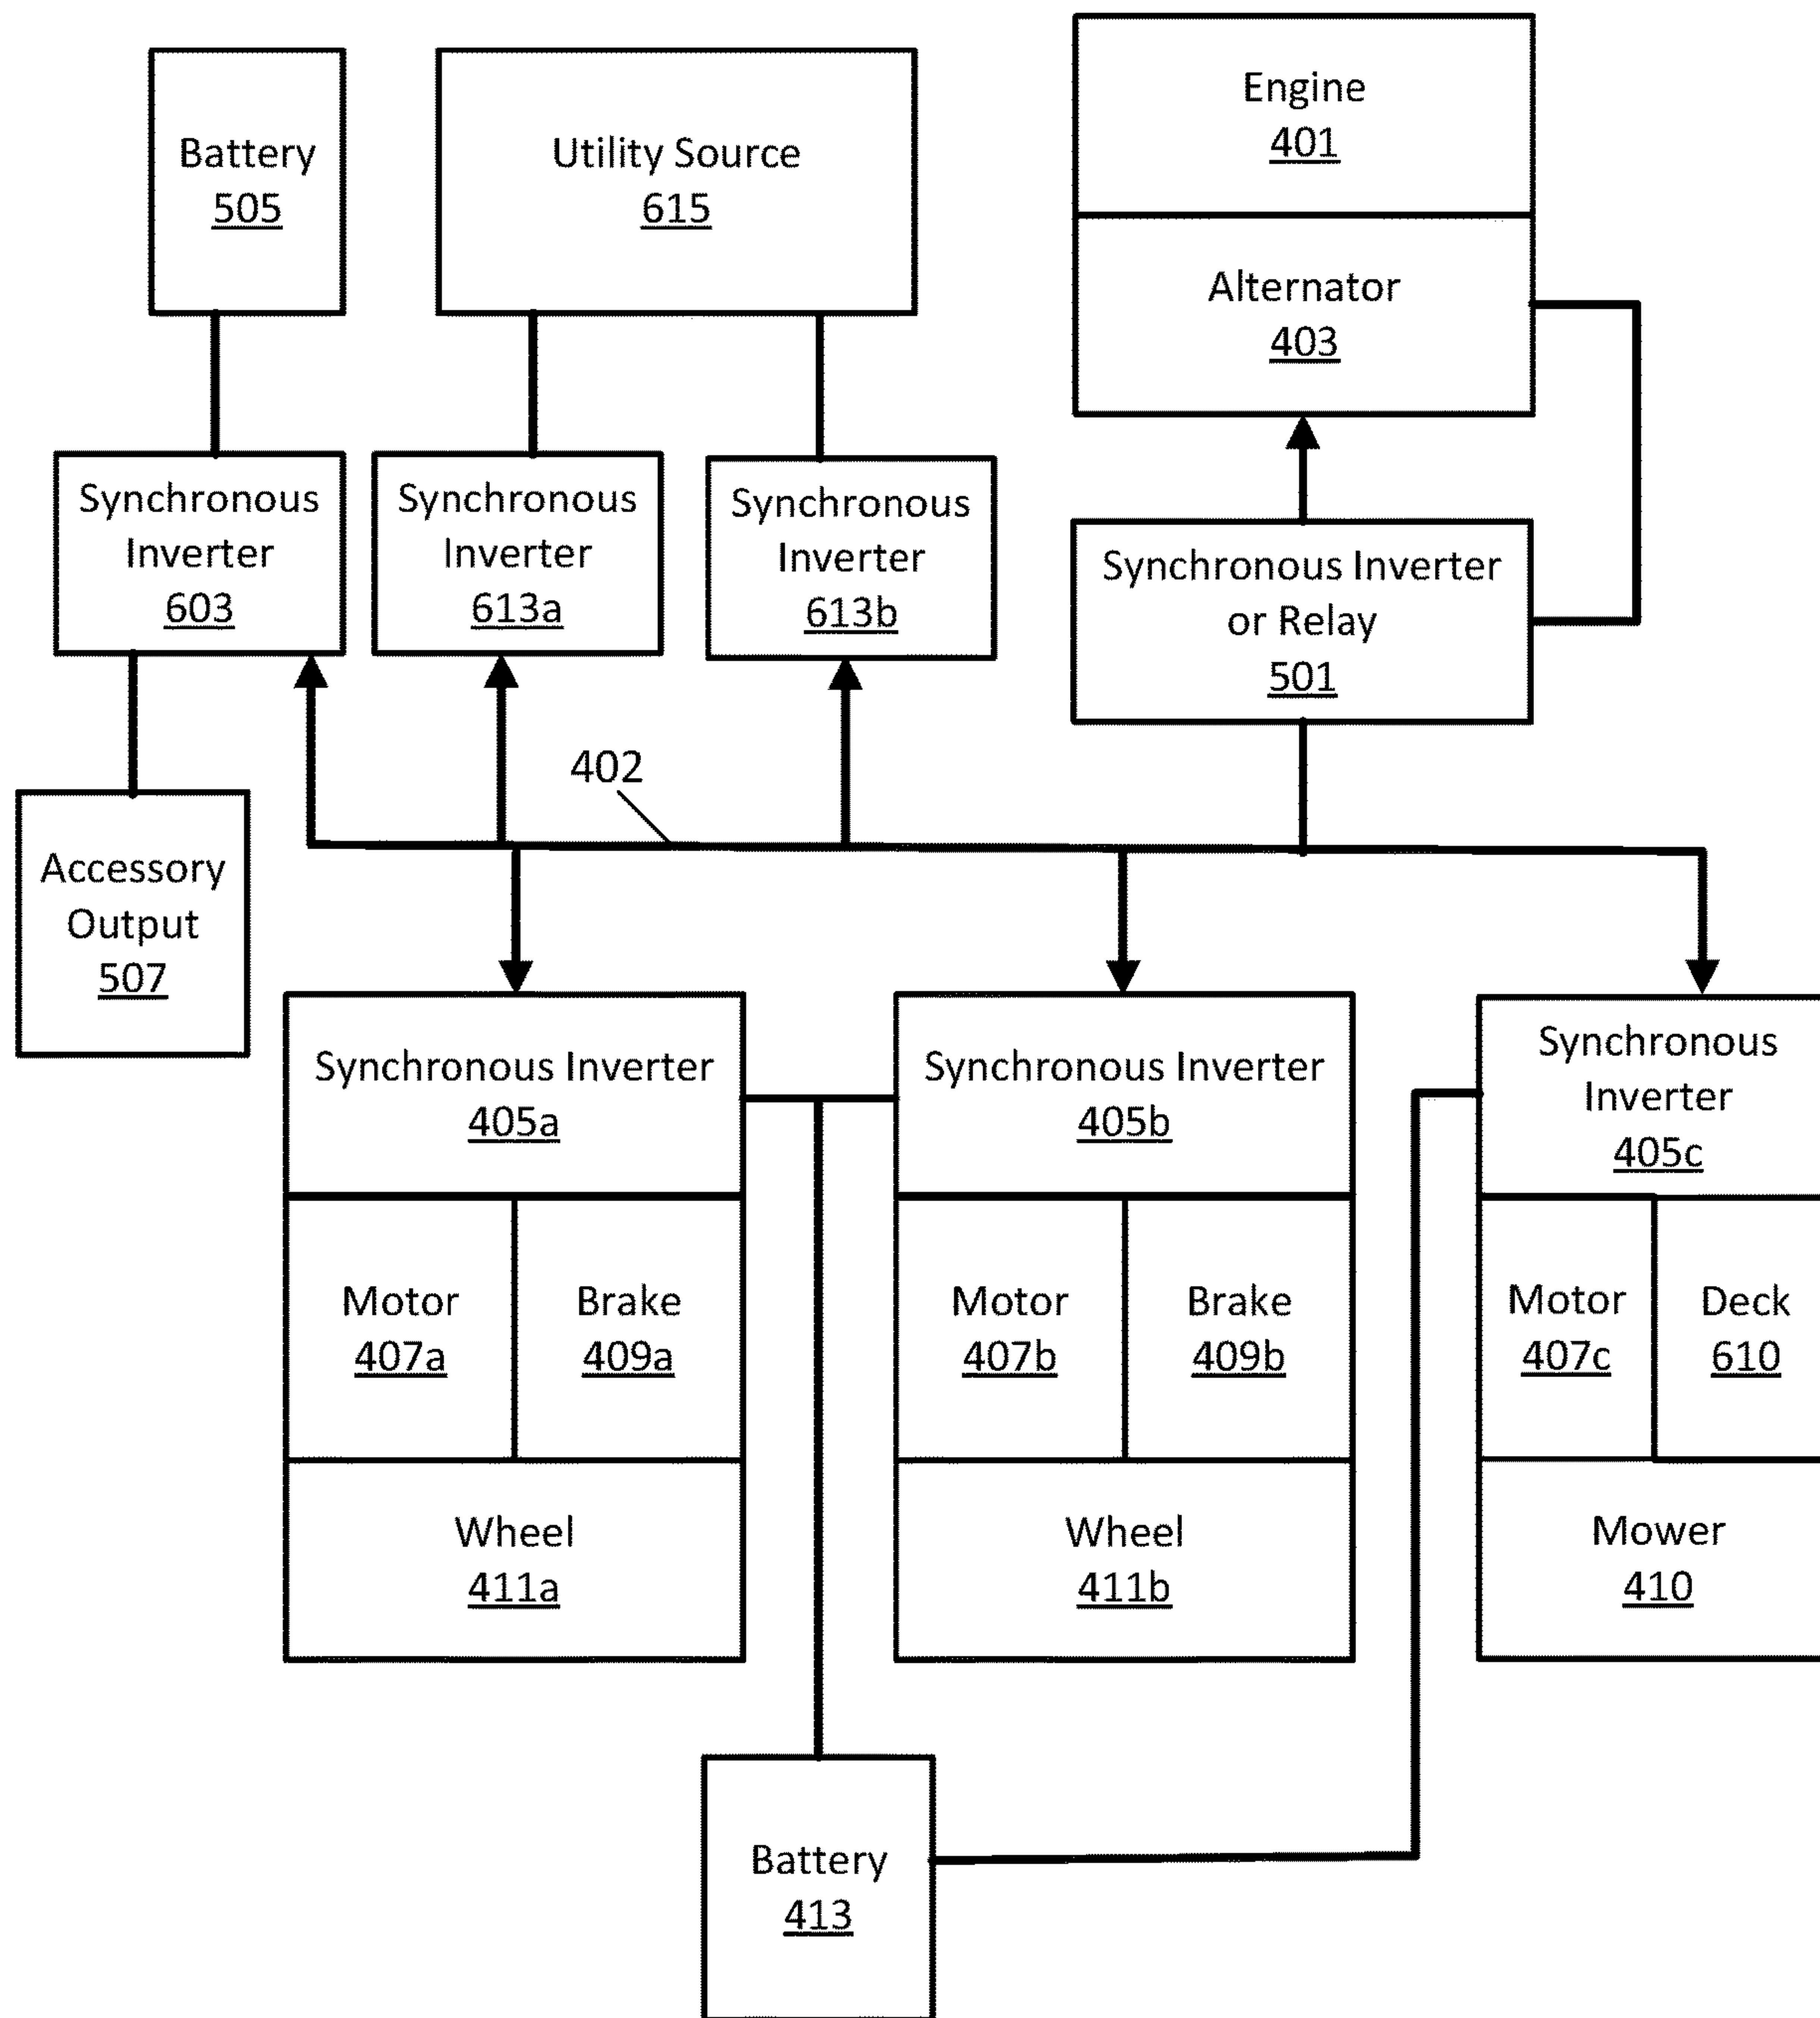 Battery
505
Utility Source
615
Engine
401
Alternator
403
Synchronous
Inverter
603
Synchronous
Inverter
613a
Synchronous
Inverter
613b
Synchronous Inverter
or Relay
501
402
Accessory
Output
507
Synchronous Inverter
405a
Synchronous Inverter
405b
Synchronous
Inverter
405c
Motor
407a
Brake
409a
Motor
407b
Brake
409b
Motor
407c
Deck
610
Wheel
411a
Wheel
411b
Mower
410
Battery
413